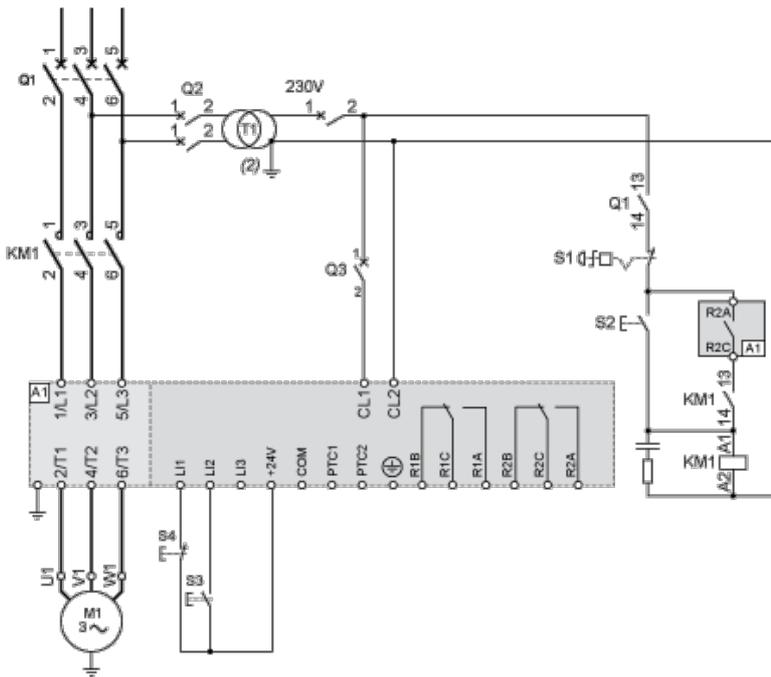 1 3 5
Q1
2 4 6
Q2
1 2
1 2
T1
(2)
230V
1 2
13
Q1
14
1 3 5
KM1
2 4 6
1
Q3
2
S1
S2
R2A
R2C
A1
13
KM1
14
A1
KM1
A2
A1
1/L1 3/L2 5/L3
CL1 CL2
2/T1 4/T2 6/T3
LI1 LI2 LI3 +24V COM PTC1 PTC2 R1B R1C R1A R2B R2C R2A
S4
S3
U1 V1 W1
M1
3